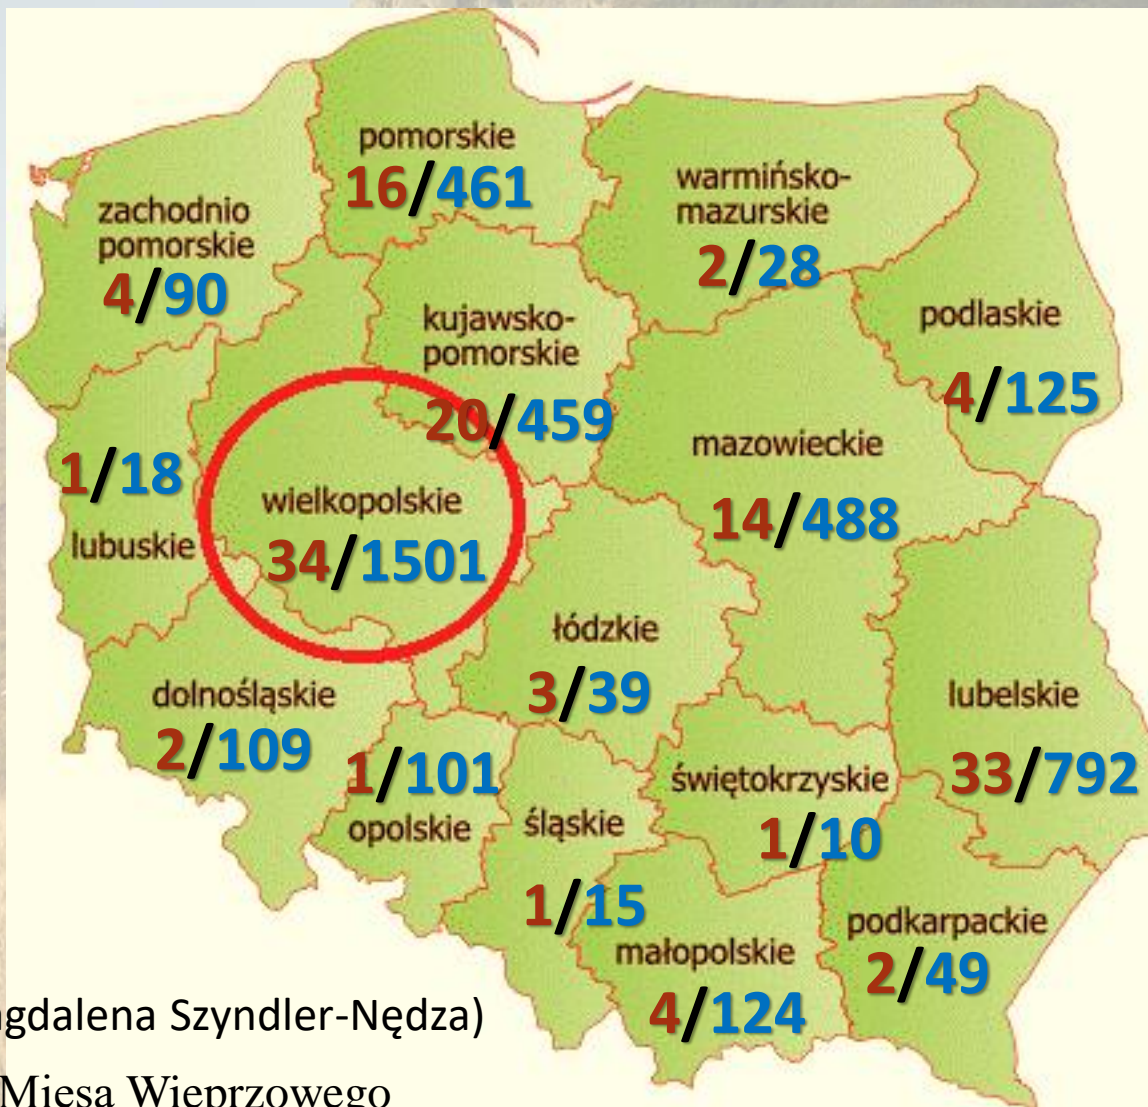 pomorskie
16/461
warmińsko-
mazurskie
2/28
zachodnio
pomorskie
4/90
kujawsko-
pomorskie
20/459
podlaskie
4/125
mazowieckie
14/488
1/18
lubuskie
wielkopolskie
34/1501
łódzkie
3/39
lubelskie
33/792
dolnośląskie
2/109
1/101
opolskie
śląskie
1/15
świętokrzyskie
1/10
małopolskie
4/124
podkarpackie
2/49
gdalena Szyndler-Nędza)
Mięsa Wieprzowego